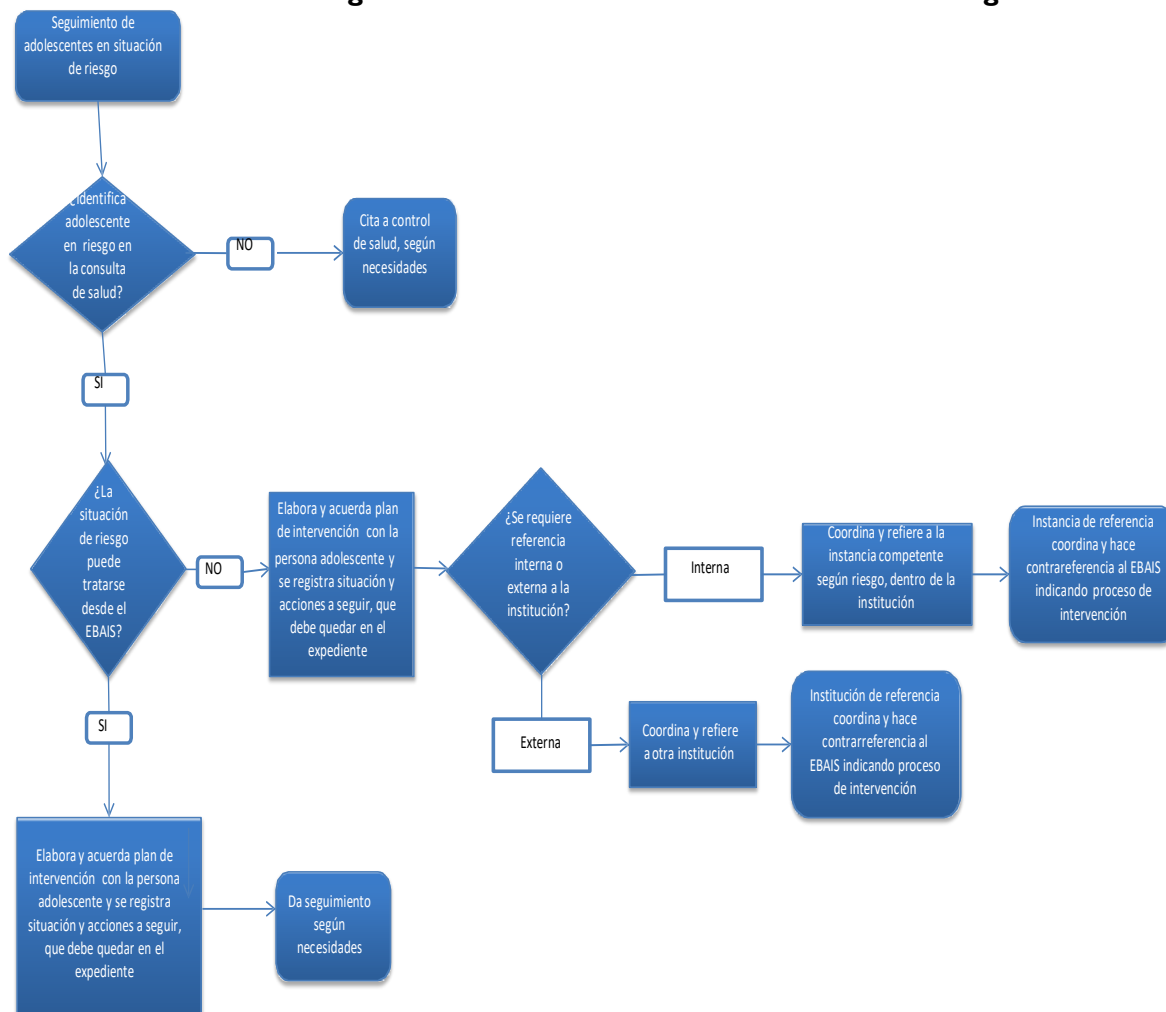 Seguimiento de
adolescentes en situación
de riesgo
¿Identifica
adolescente
en riesgo en
la consulta
de salud?
NO
Cita a control
de salud, según
necesidades
SI
¿La
situación
de riesgo
puede
tratarse
desde el
EBAIS?
NO
Elabora y acuerda plan
de intervención con la
persona adolescente y
se registra situación y
acciones a seguir, que
debe quedar en el
expediente
¿Se requiere
referencia
interna o
externa a la
institución?
Interna
Coordina y refiere a la
instancia competente
según riesgo, dentro de la
institución
Instancia de referencia
coordina y hace
contrareferencia al EBAIS
indicando proceso de
intervención
Externa
Coordina y refiere
a otra institución
Institución de referencia
coordina y hace
contrarreferencia al
EBAIS indicando proceso
de intervención
SI
Elabora y acuerda plan de
intervención con la persona
adolescente y se registra
situación y acciones a seguir,
que debe quedar en el
expediente
Da seguimiento
según
necesidades